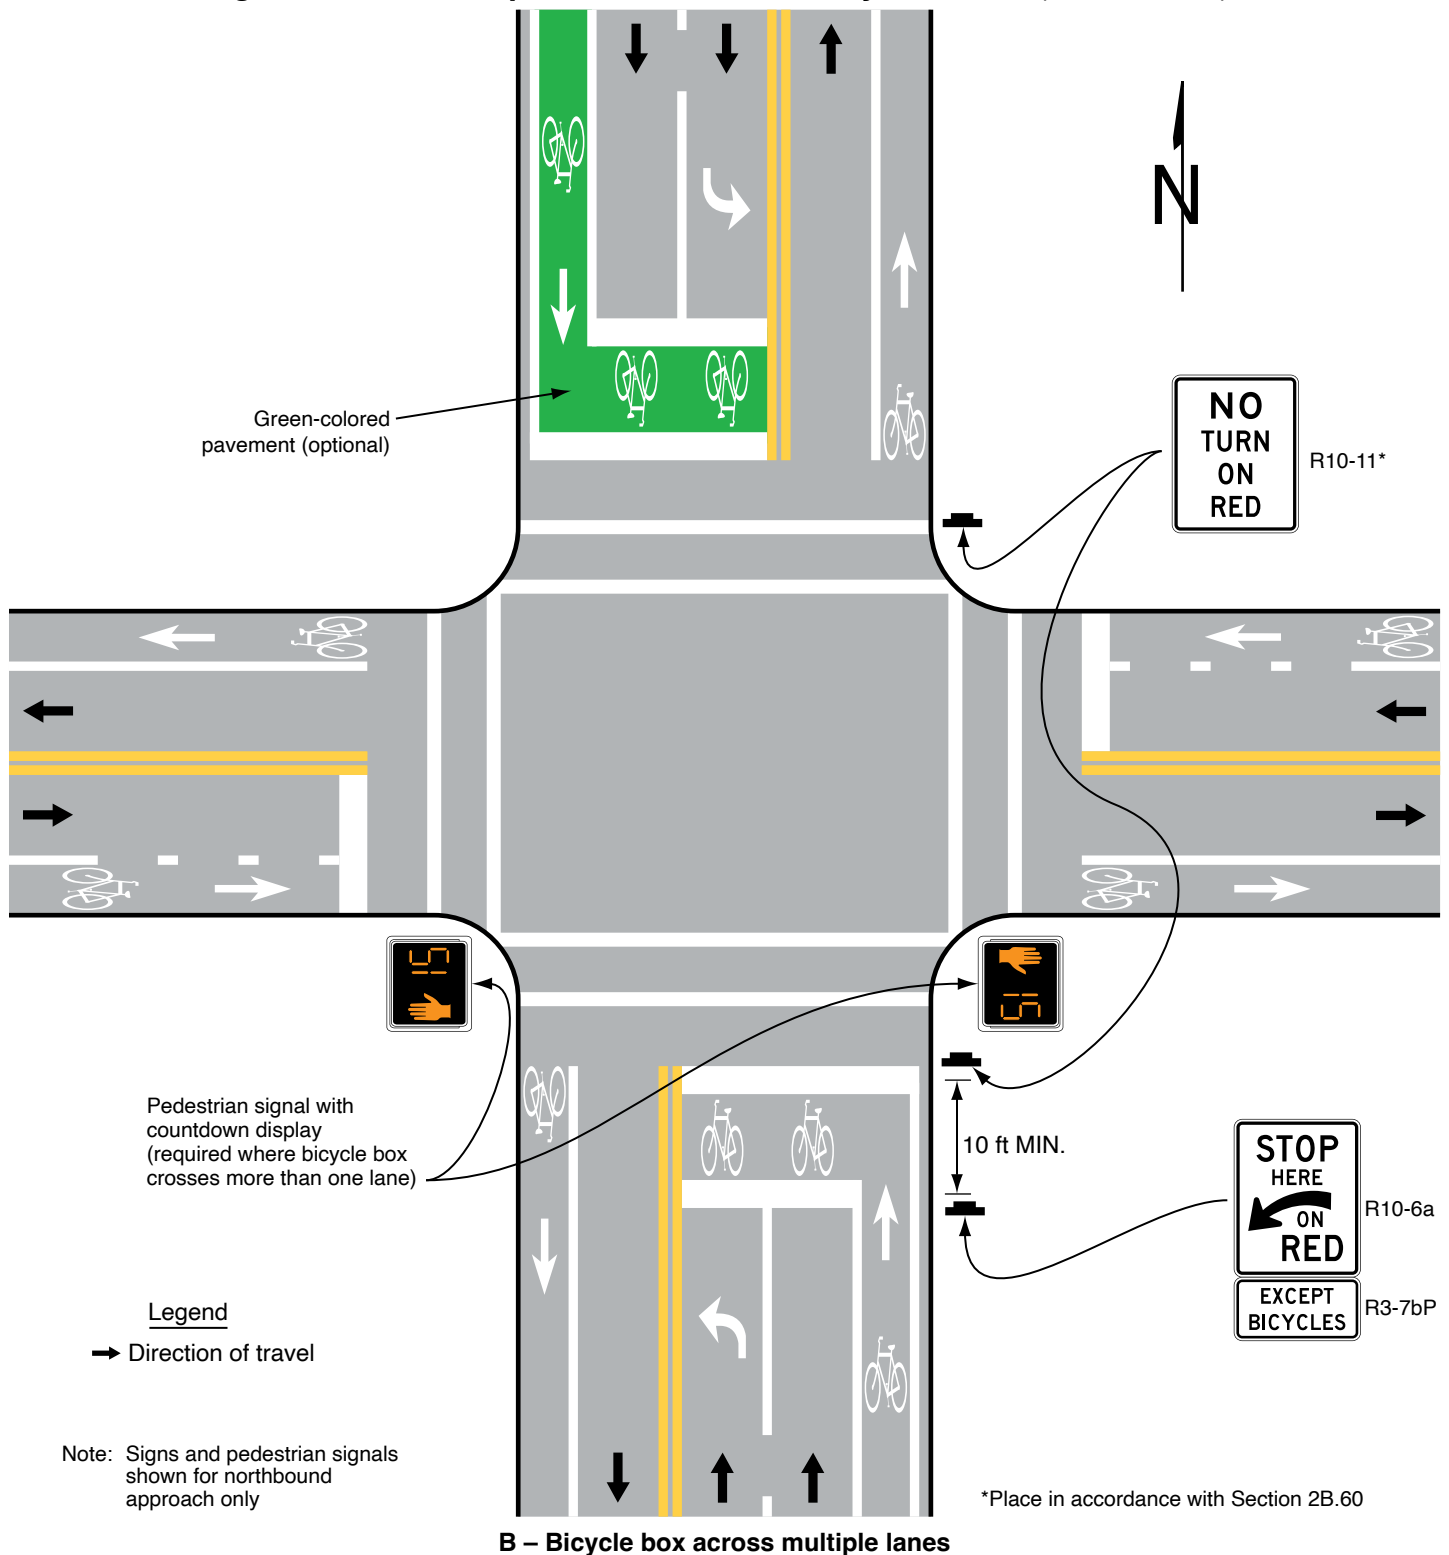 N
Green-colored
pavement (optional)
NO
TURN
ON
RED
R10-11*
15
15
Pedestrian signal with
countdown display
(required where bicycle box
crosses more than one lane)
10 ft MIN.
STOP
HERE
ON
RED
R10-6a
EXCEPT
BICYCLES
R3-7bP
Legend
Direction of travel
Note: Signs and pedestrian signals
shown for northbound
approach only
*Place in accordance with Section 2B.60
B – Bicycle box across multiple lanes